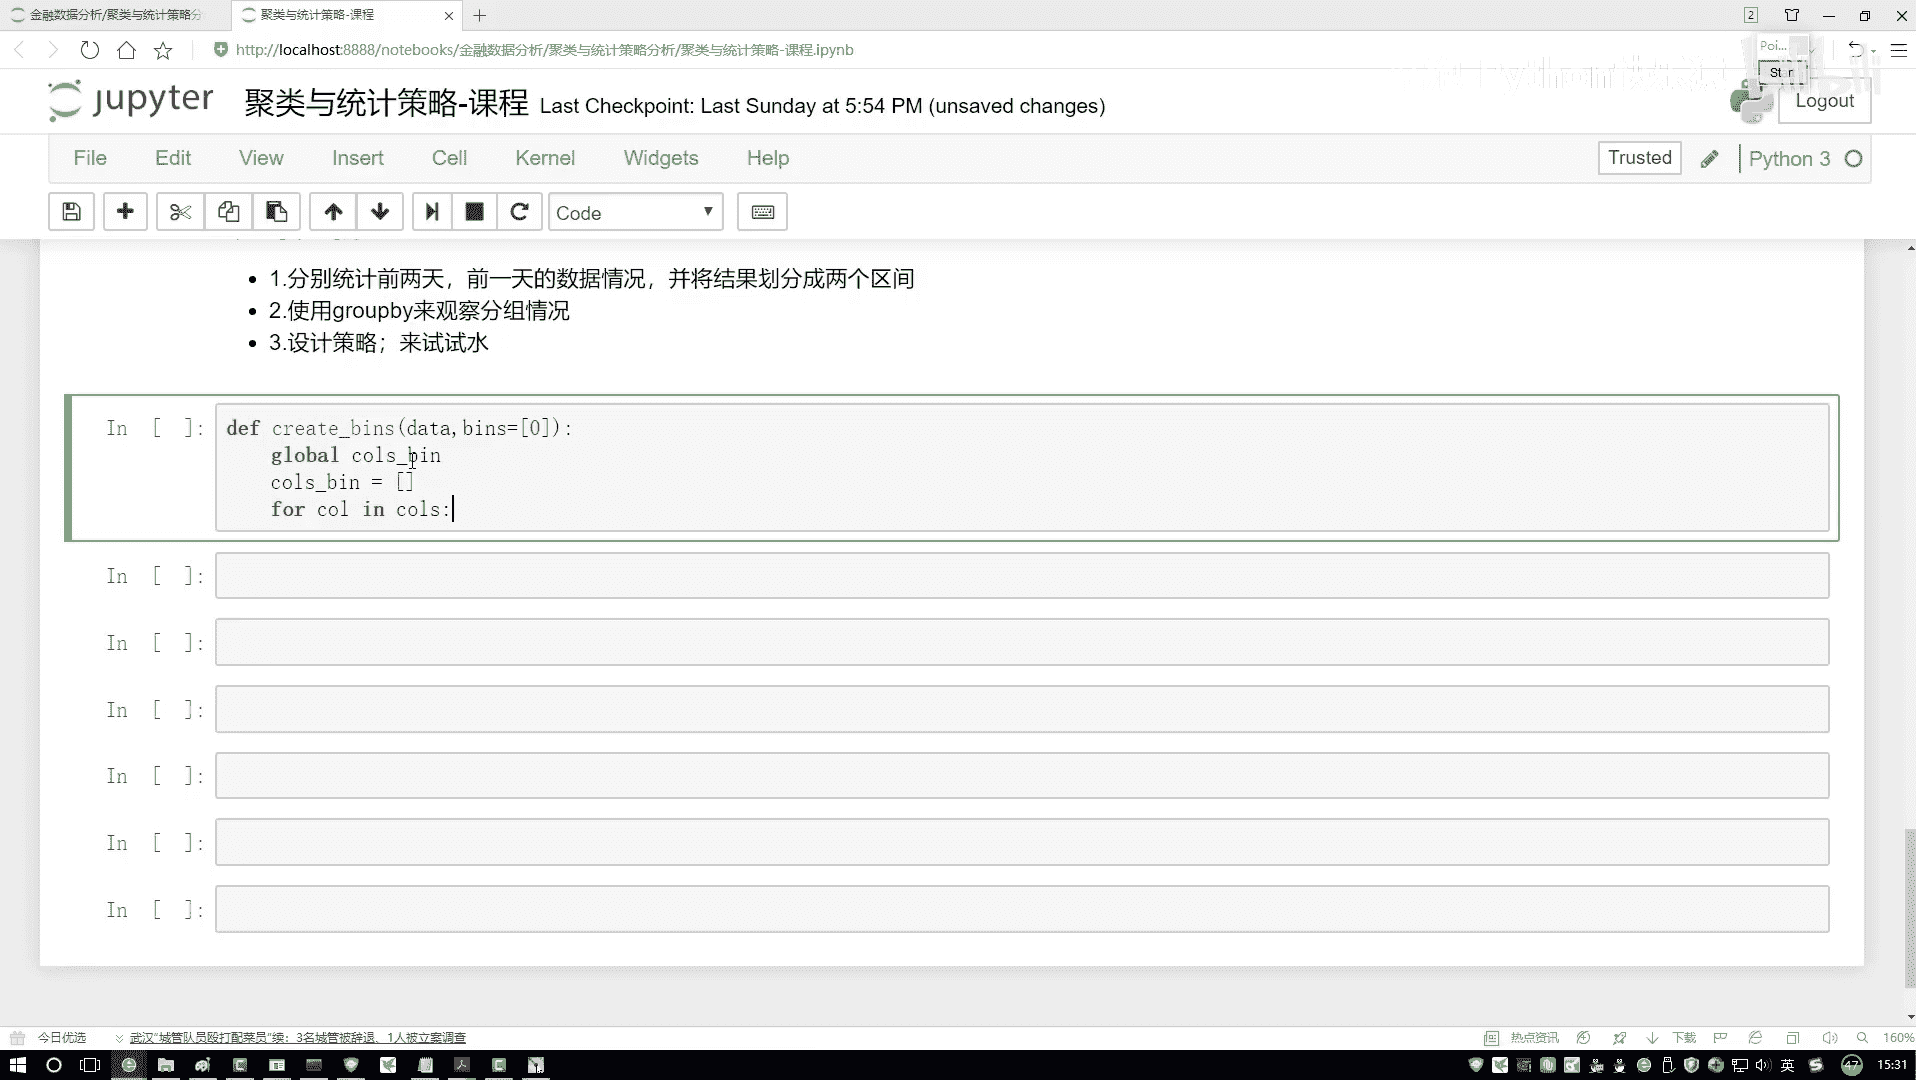 金融数据分析/聚类与统计策略分
聚类与统计策略-课程
2
http://localhost:8888/notebooks/金融数据分析/聚类与统计策略分析/聚类与统计策略-课程.ipynb
Poi...
Star
jupyter 聚类与统计策略-课程 Last Checkpoint: Last Sunday at 5:54 PM (unsaved changes)
Logout
File Edit View Insert Cell Kernel Widgets Help
Trusted Python 3
Code
1.分别统计前两天，前一天的数据情况，并将结果划分成两个区间
2.使用groupby来观察分组情况
3.设计策略；来试试水
In [ ]: def create_bins(data,bins=[0]):
global cols_bin
cols_bin = []
for col in cols:
In [ ]:
In [ ]:
In [ ]:
In [ ]:
In [ ]:
In [ ]:
今日优选 武汉“城管队员殴打配菜员”续：3名城管被辞退、1人被立案调查
热点资讯 下载 160%
英 47 15:31